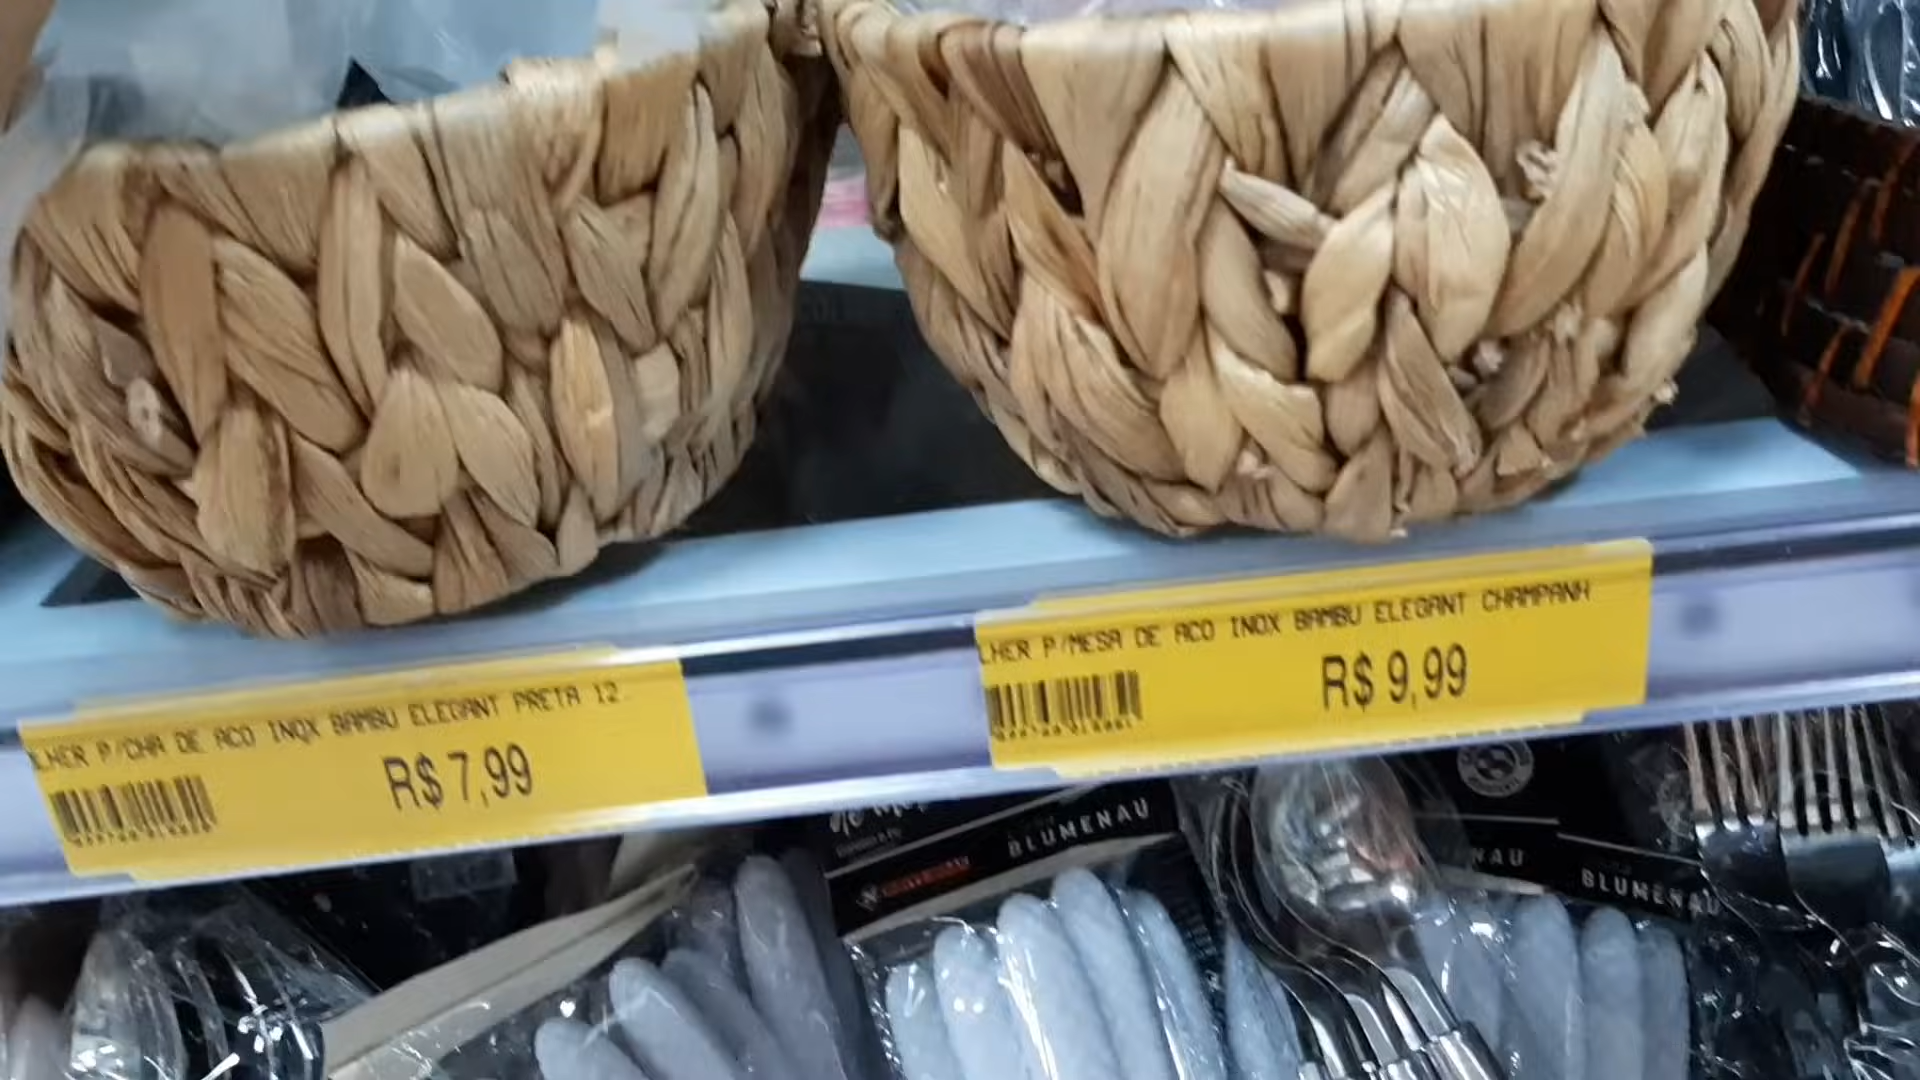 LHER P/CHA DE ACO INOX BAMBU ELEGANT PRETA 12
R$ 7,99
LHER P/MESA DE ACO INOX BAMBU ELEGANT CHAMPANH
R$ 9,99
BLUMENAU
NAU
BLUMENAU